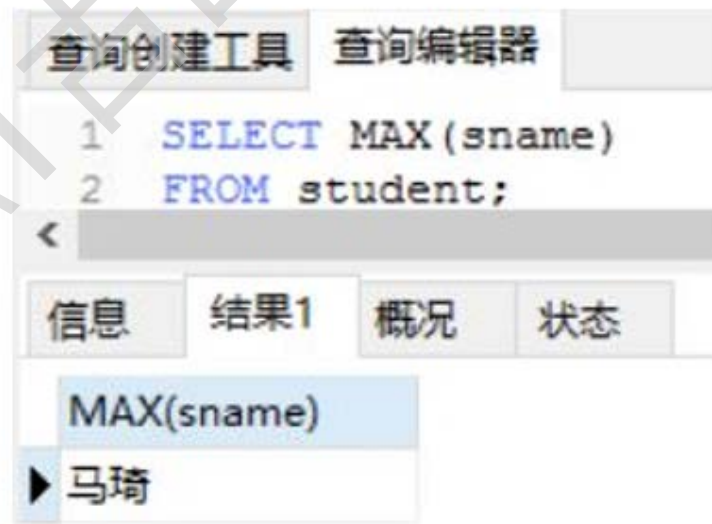 查询创建工具 查询编辑器
1 SELECT MAX(sname)
2 FROM student;
信息 结果1 概况 状态
MAX(sname)
马琦